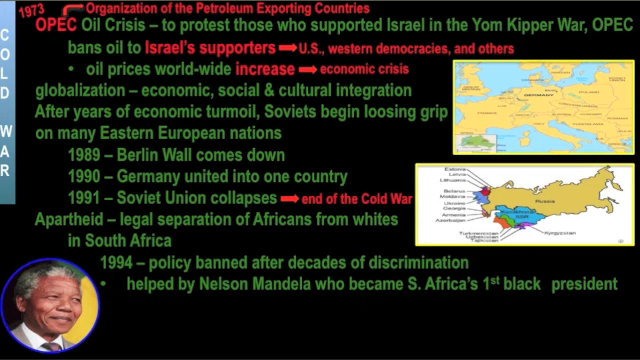 1973
Organization of the Petroleum Exporting Countries
OPEC Oil Crisis – to protest those who supported Israel in the Yom Kipper War, OPEC
bans oil to Israel's supporters U.S., western democracies, and others
• oil prices world-wide increase economic crisis
globalization – economic, social & cultural integration
After years of economic turmoil, Soviets begin loosing grip
on many Eastern European nations
1989 – Berlin Wall comes down
1990 – Germany united into one country
1991 – Soviet Union collapses end of the Cold War
Apartheid – legal separation of Africans from whites
in South Africa
1994 – policy banned after decades of discrimination
• helped by Nelson Mandela who became S. Africa's 1st black president
COLD WAR
GERMANY
Estonia
Latvia
Lithuania
Belarus
Moldova
Ukraine
Georgia
Armenia
Azerbaijan
Russia
Turkmenistan
Uzbekistan
Tajikistan
Kyrgyzstan